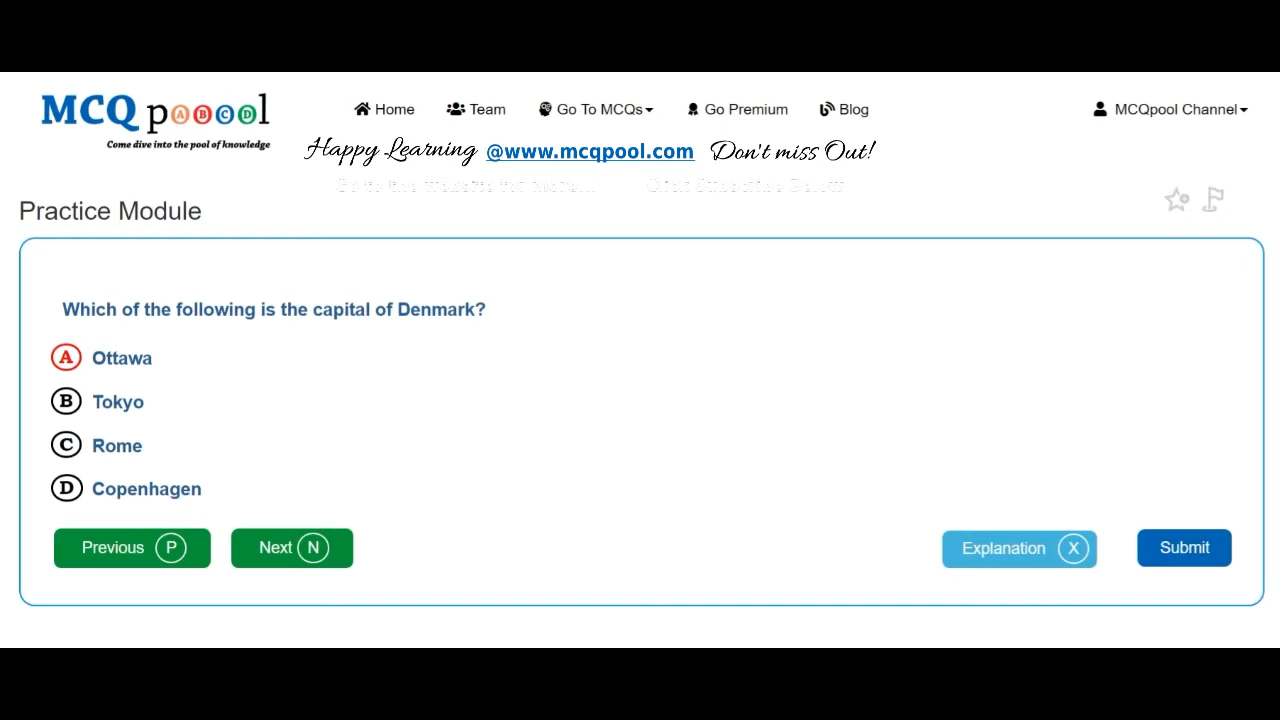 MCQ pooool
Come dive into the pool of knowledge
Home Team Go To MCQs Go Premium Blog MCQpool Channel
Happy Learning @www.mcqpool.com Don't miss Out!
Practice Module
Which of the following is the capital of Denmark?
A Ottawa
B Tokyo
C Rome
D Copenhagen
Previous P Next N Explanation X Submit